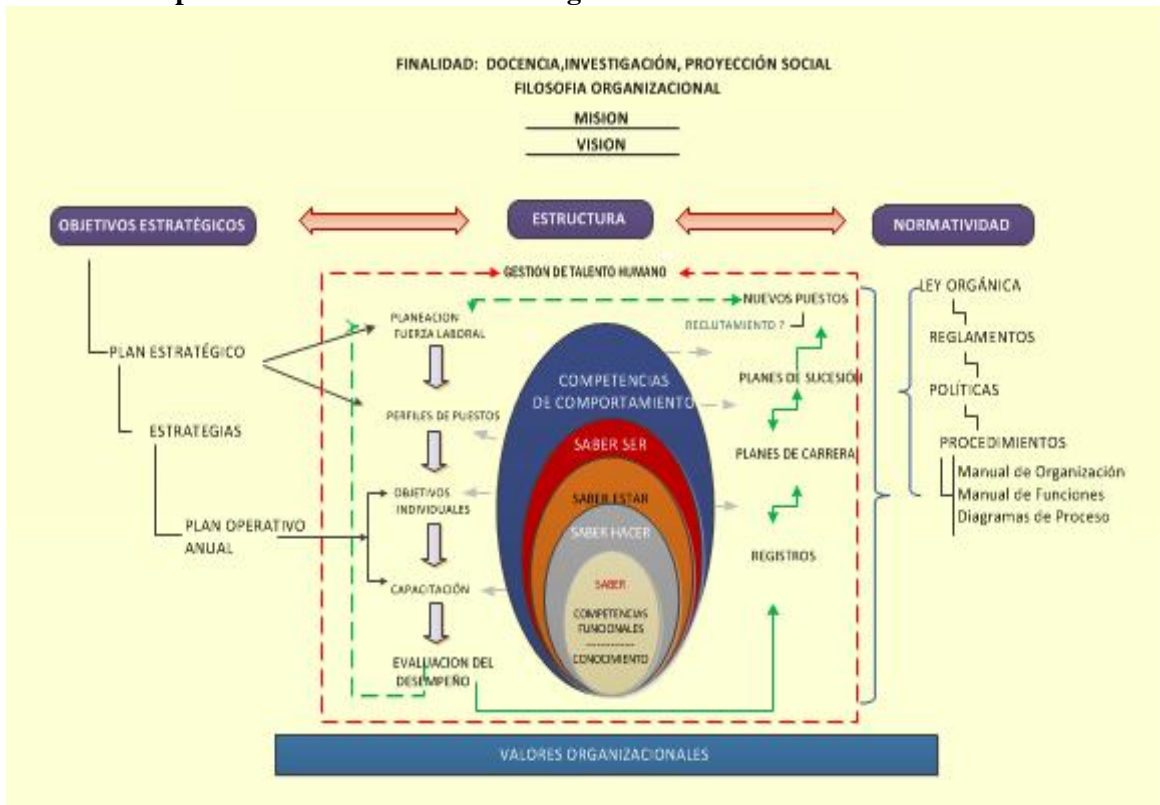 FINALIDAD: DOCENCIA,INVESTIGACIÓN, PROYECCIÓN SOCIAL
FILOSOFIA ORGANIZACIONAL
MISION
VISION
OBJETIVOS ESTRATÉGICOS
ESTRUCTURA
NORMATIVIDAD
GESTION DE TALENTO HUMANO
PLAN ESTRATÉGICO
ESTRATEGIAS
PLAN OPERATIVO
ANUAL
PLANEACION
FUERZA LABORAL
PERFILES DE PUESTOS
OBJETIVOS
INDIVIDUALES
CAPACITACIÓN
EVALUACION DEL
DESEMPEÑO
COMPETENCIAS
DE COMPORTAMIENTO
SABER SER
SABER ESTAR
SABER HACER
SABER
COMPETENCIAS
FUNCIONALES
------------
CONOCIMIENTO
NUEVOS PUESTOS
RECLUTAMIENTO ?
PLANES DE SUCESIÓN
PLANES DE CARRERA
REGISTROS
LEY ORGÁNICA
REGLAMENTOS
POLÍTICAS
PROCEDIMIENTOS
Manual de Organización
Manual de Funciones
Diagramas de Proceso
VALORES ORGANIZACIONALES